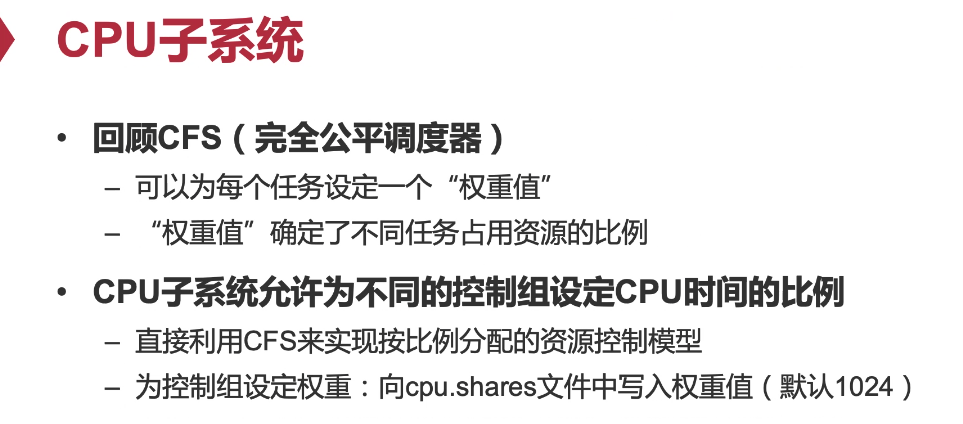 CPU子系统
• 回顾CFS（完全公平调度器）
– 可以为每个任务设定一个“权重值”
– “权重值”确定了不同任务占用资源的比例
• CPU子系统允许为不同的控制组设定CPU时间的比例
– 直接利用CFS来实现按比例分配的资源控制模型
– 为控制组设定权重：向cpu.shares文件中写入权重值（默认1024）